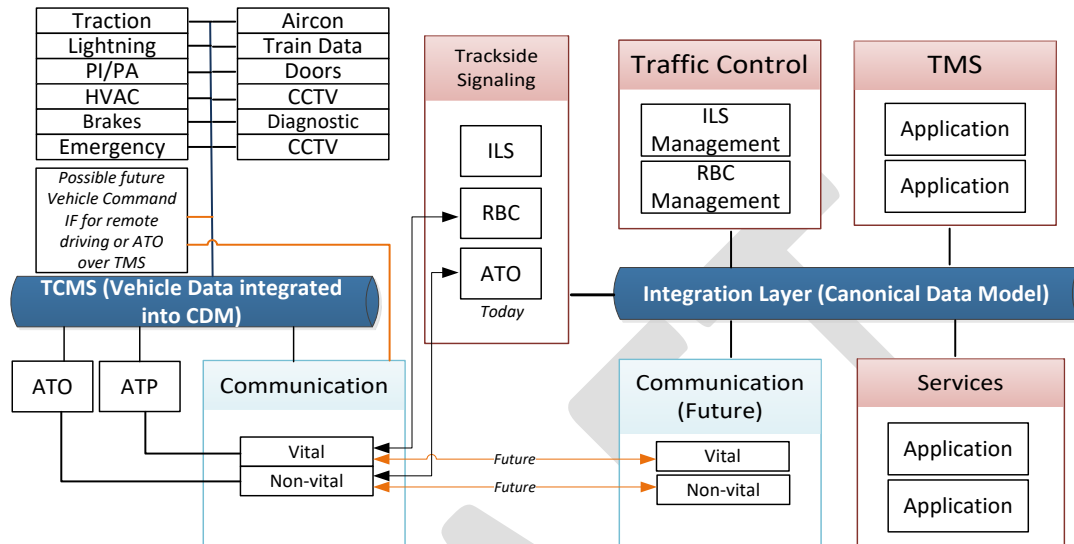 Traction
Aircon
Lightning
Train Data
PI/PA
Doors
HVAC
CCTV
Brakes
Diagnostic
Emergency
CCTV
Possible future
Vehicle Command
IF for remote
driving or ATO
over TMS
TCMS (Vehicle Data integrated
into CDM)
ATO
ATP
Communication
Vital
Non-vital
Trackside
Signaling
ILS
RBC
ATO
Today
Future
Future
Traffic Control
ILS
Management
RBC
Management
TMS
Application
Application
Integration Layer (Canonical Data Model)
Communication
(Future)
Vital
Non-vital
Services
Application
Application